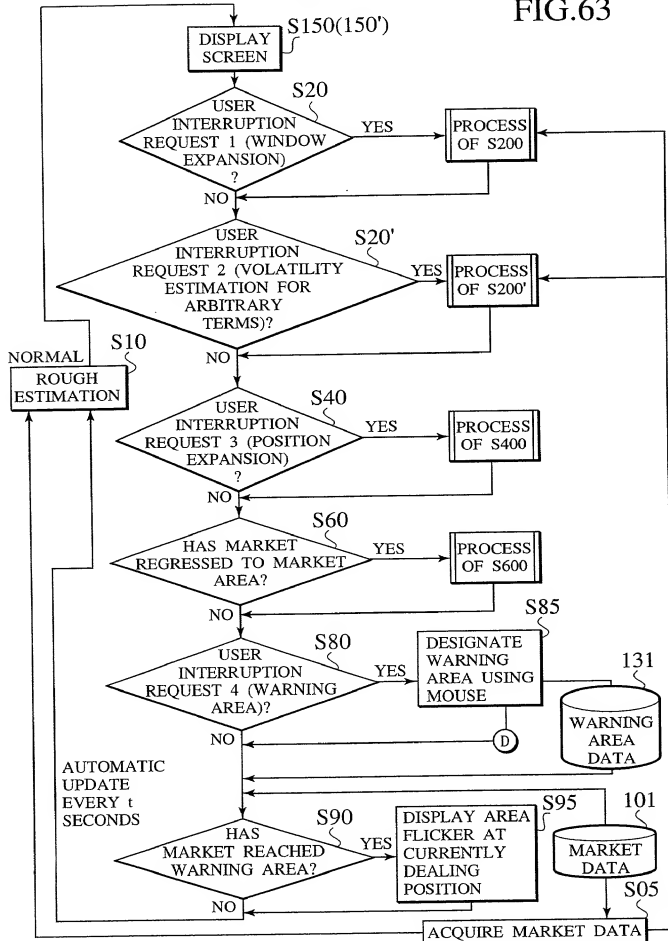 FIG.63
S150(150')
DISPLAY
SCREEN
S20
USER
INTERRUPTION
REQUEST 1 (WINDOW
EXPANSION)
?
YES
PROCESS
OF S200
NO
S20'
USER
INTERRUPTION
REQUEST 2 (VOLATILITY
ESTIMATION FOR
ARBITRARY
TERMS)?
YES
PROCESS
OF S200'
NO
NORMAL
S10
ROUGH
ESTIMATION
S40
USER
INTERRUPTION
REQUEST 3 (POSITION
EXPANSION)
?
YES
PROCESS
OF S400
NO
S60
HAS MARKET
REGRESSED TO MARKET
AREA?
YES
PROCESS
OF S600
NO
S80
USER
INTERRUPTION
REQUEST 4 (WARNING
AREA)?
YES
S85
DESIGNATE
WARNING
AREA USING
MOUSE
131
WARNING
AREA
DATA
NO
D
AUTOMATIC
UPDATE
EVERY t
SECONDS
S90
HAS
MARKET REACHED
WARNING AREA?
YES
S95
DISPLAY AREA
FLICKER AT
CURRENTLY
DEALING
POSITION
101
MARKET
DATA
NO
S05
ACQUIRE MARKET DATA